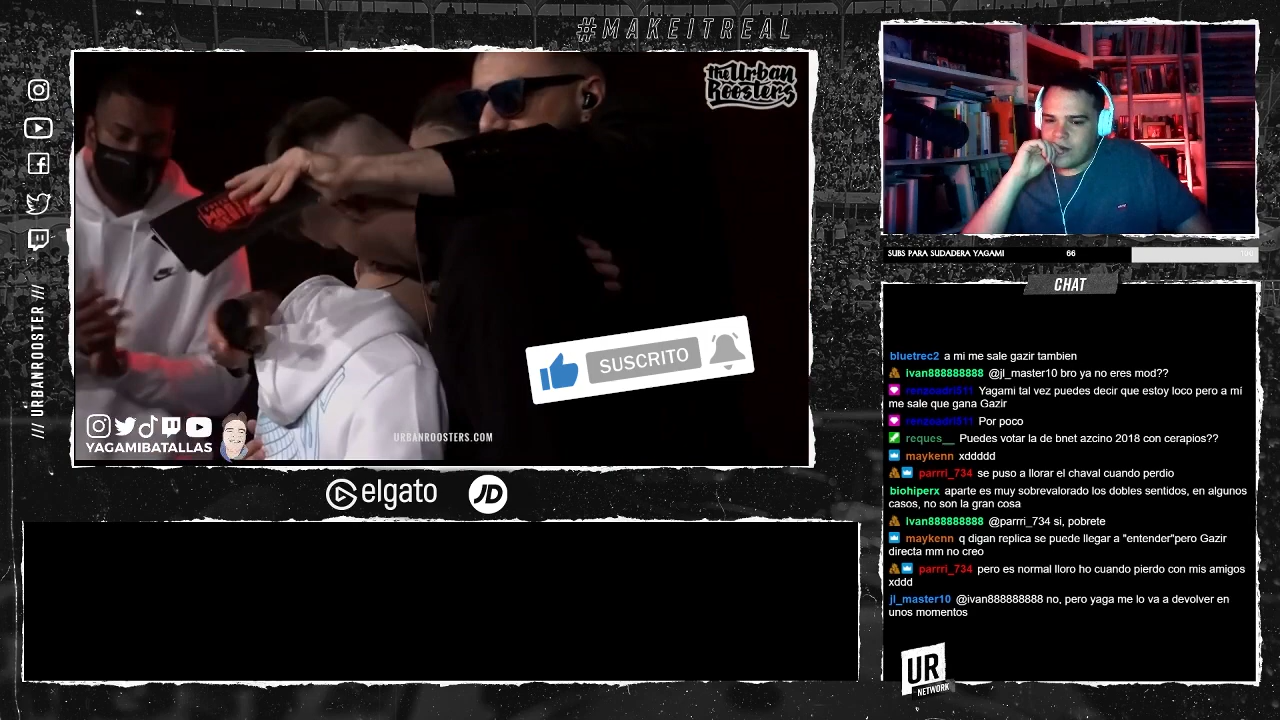 #MAKEITREAL
the Urban
Roosters
/// URBANROOSTER ///
SUSCRITO
URBANROOSTERS.COM
YAGAMIBATALLAS
elgato
JD
SUBS PARA SUDADERA YAGAMI 66 100
CHAT
bluetrec2 a mi me sale gazir tambien
ivan888888888 @jl_master10 bro ya no eres mod??
renzoadri511 Yagami tal vez puedes decir que estoy loco pero a mí
me sale que gana Gazir
renzoadri511 Por poco
reques__ Puedes votar la de bnet azcino 2018 con cerapios??
maykenn xddddd
parrri_734 se puso a llorar el chaval cuando perdio
biohiperx aparte es muy sobrevalorado los dobles sentidos, en algunos
casos, no son la gran cosa
ivan888888888 @parrri_734 si, pobrete
maykenn q digan replica se puede llegar a "entender"pero Gazir
directa mm no creo
parrri_734 pero es normal lloro ho cuando pierdo con mis amigos
xddd
jl_master10 @ivan888888888 no, pero yaga me lo va a devolver en
unos momentos
UR
NETWORK